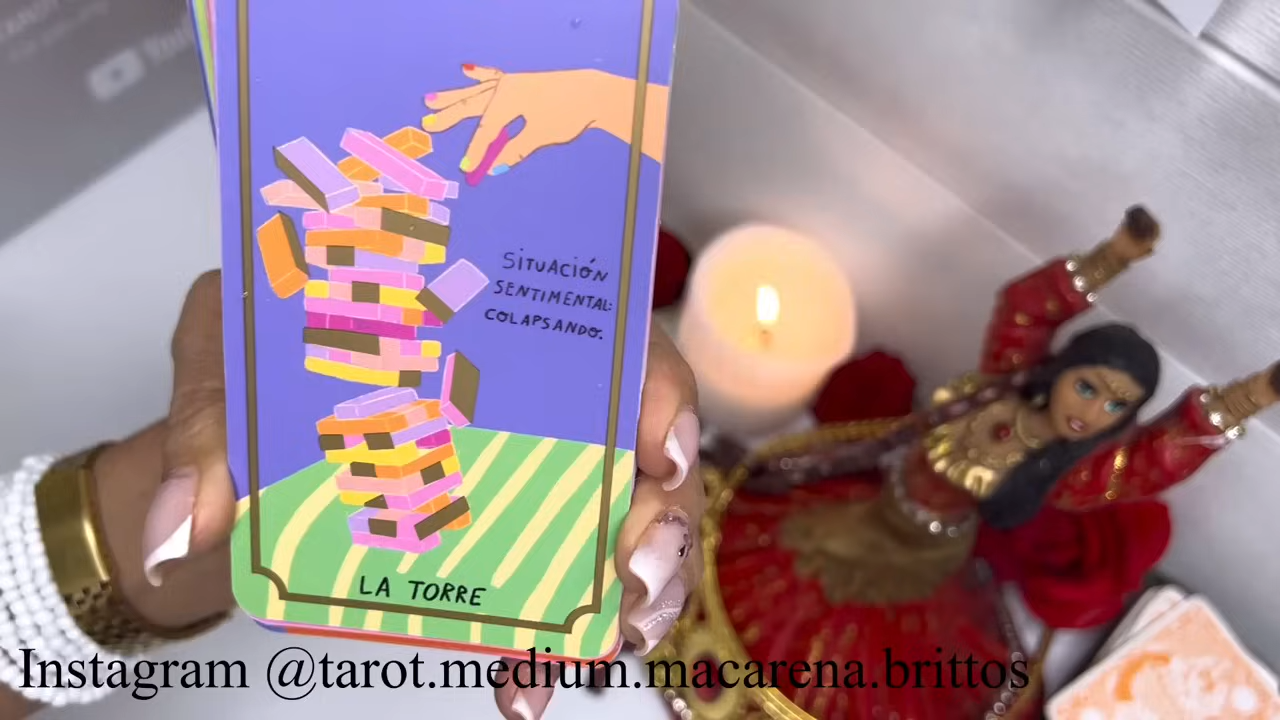 SITUACIÓN
SENTIMENTAL:
COLAPSANDO.
LA TORRE
Instagram @tarot.medium.macarena.brittos